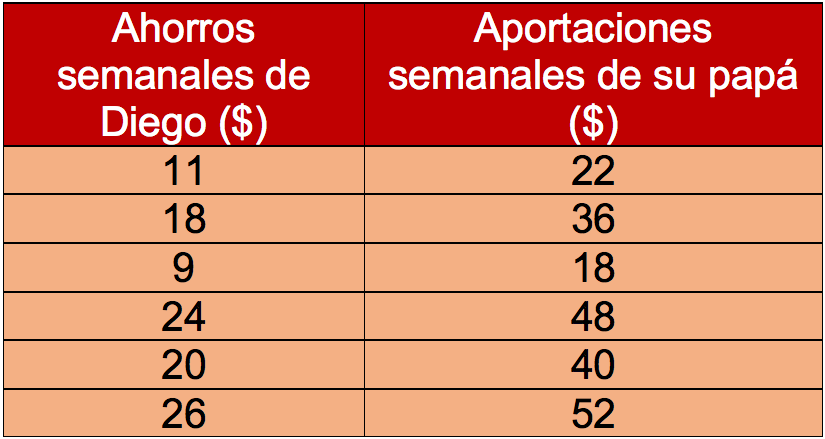 Ahorros
semanales de
Diego ($)
Aportaciones
semanales de su papá
($)
11 22
18 36
9 18
24 48
20 40
26 52